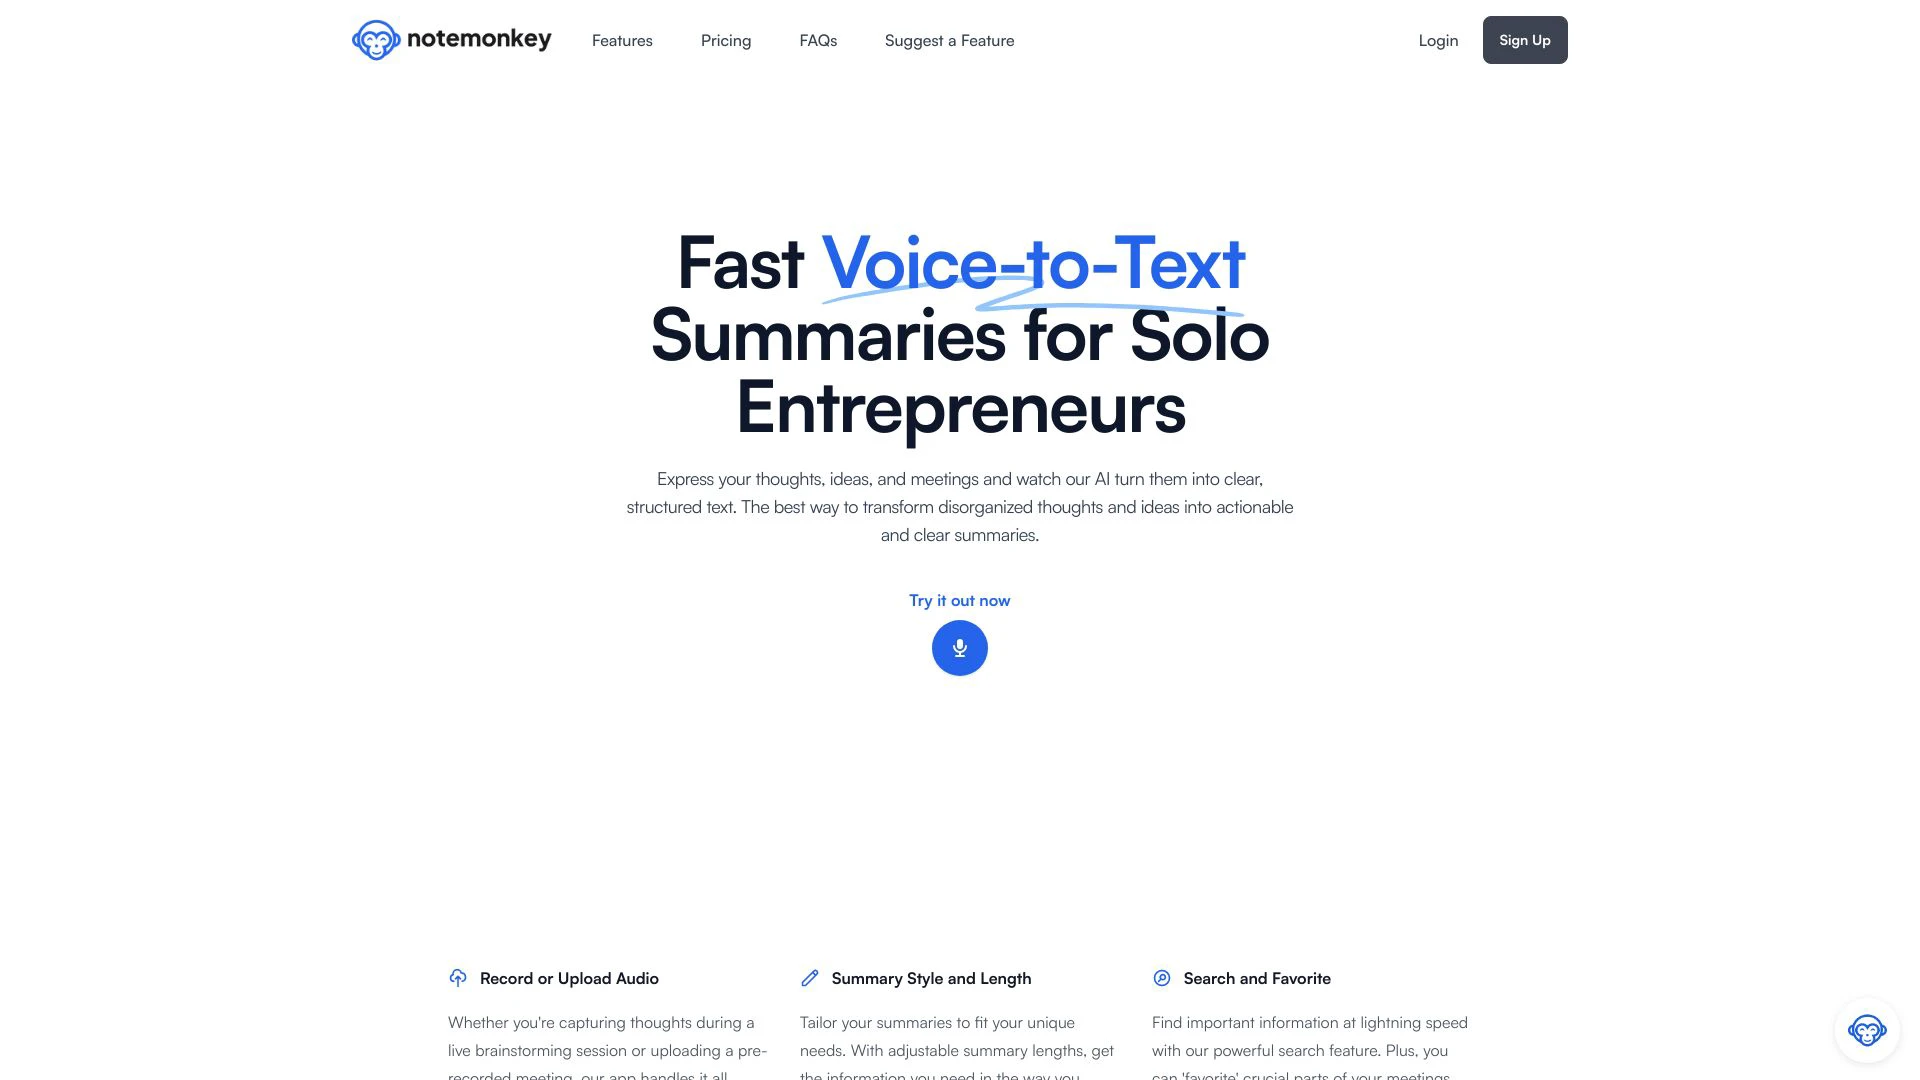 notemonkey
Features
Pricing
FAQs
Suggest a Feature
Login
Sign Up
Fast Voice-to-Text
Summaries for Solo
Entrepreneurs
Express your thoughts, ideas, and meetings and watch our AI turn them into clear,
structured text. The best way to transform disorganized thoughts and ideas into actionable
and clear summaries.
Try it out now
Record or Upload Audio
Whether you're capturing thoughts during a
live brainstorming session or uploading a pre-
recorded meeting, our app handles it all
Summary Style and Length
Tailor your summaries to fit your unique
needs. With adjustable summary lengths, get
the information you need in the way you
Search and Favorite
Find important information at lightning speed
with our powerful search feature. Plus, you
can 'favorite' crucial parts of your meetings